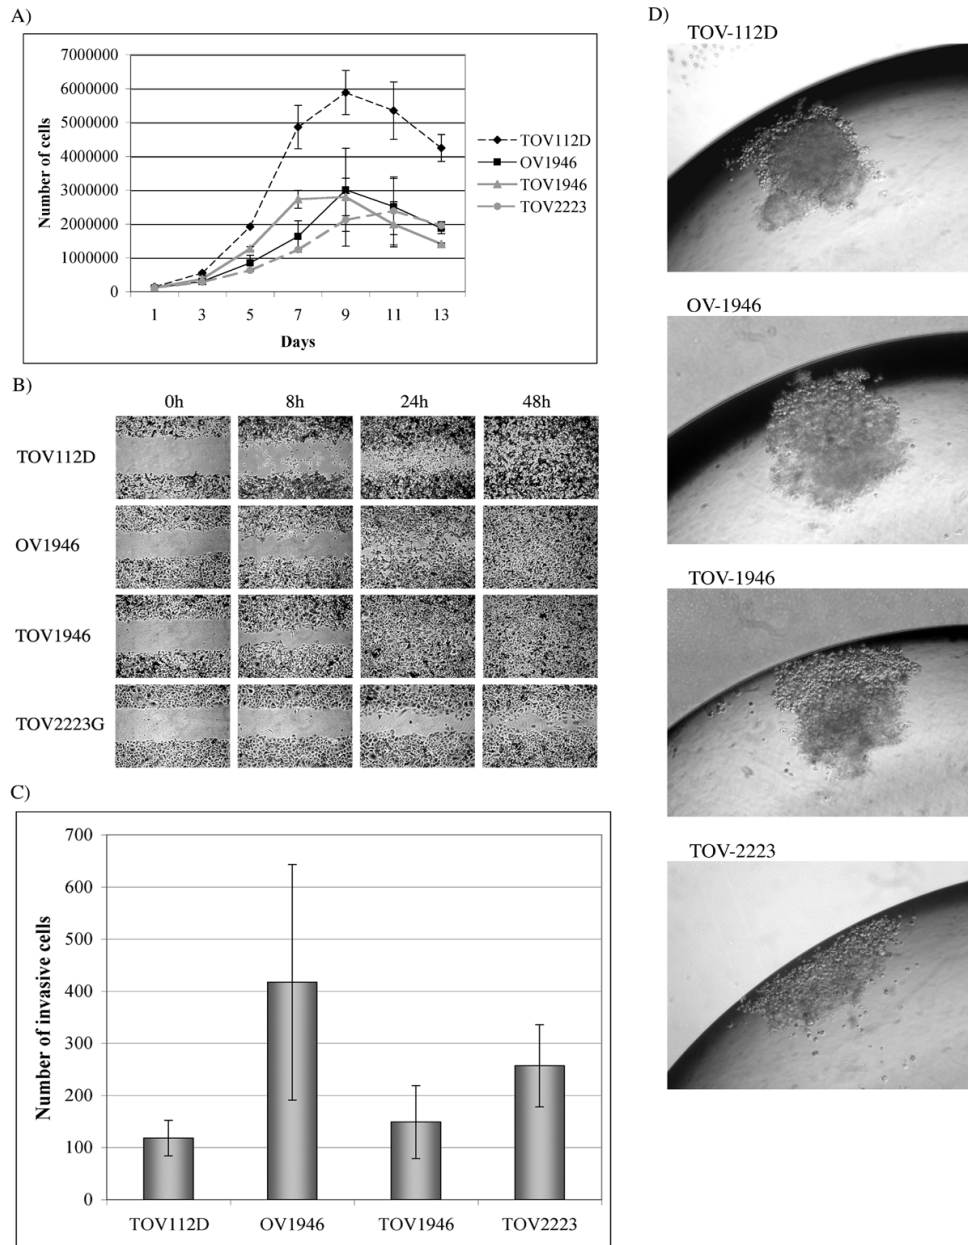 A)
Number of cells
7000000
6000000
5000000
4000000
3000000
2000000
1000000
0
1 3 5 7 9 11 13
Days
TOV112D
OV1946
TOV1946
TOV2223
B)
0h 8h 24h 48h
TOV112D
OV1946
TOV1946
TOV2223G
C)
Number of invasive cells
700
600
500
400
300
200
100
0
TOV112D OV1946 TOV1946 TOV2223
D)
TOV-112D
OV-1946
TOV-1946
TOV-2223